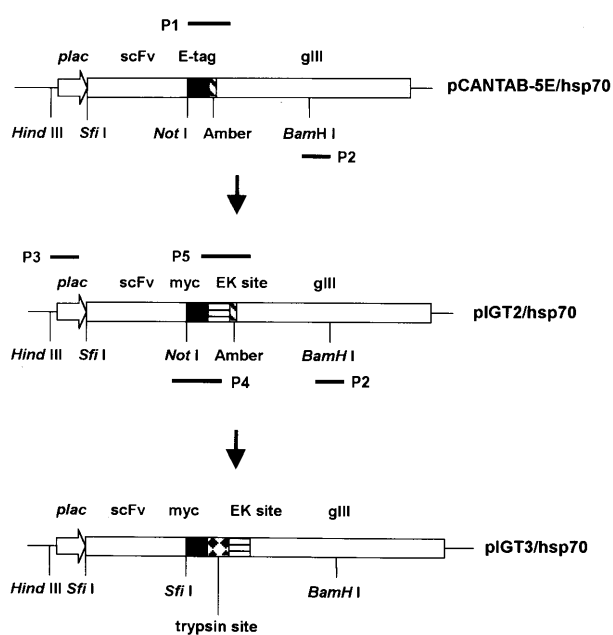 P1
plac scFv E-tag gIII
pCANTAB-5E/hsp70
Hind III Sfi I Not I Amber BamH I
P2
P3 P5
plac scFv myc EK site gIII
pIGT2/hsp70
Hind III Sfi I Not I Amber BamH I
P4 P2
plac scFv myc EK site gIII
pIGT3/hsp70
Hind III Sfi I Sfi I BamH I
trypsin site